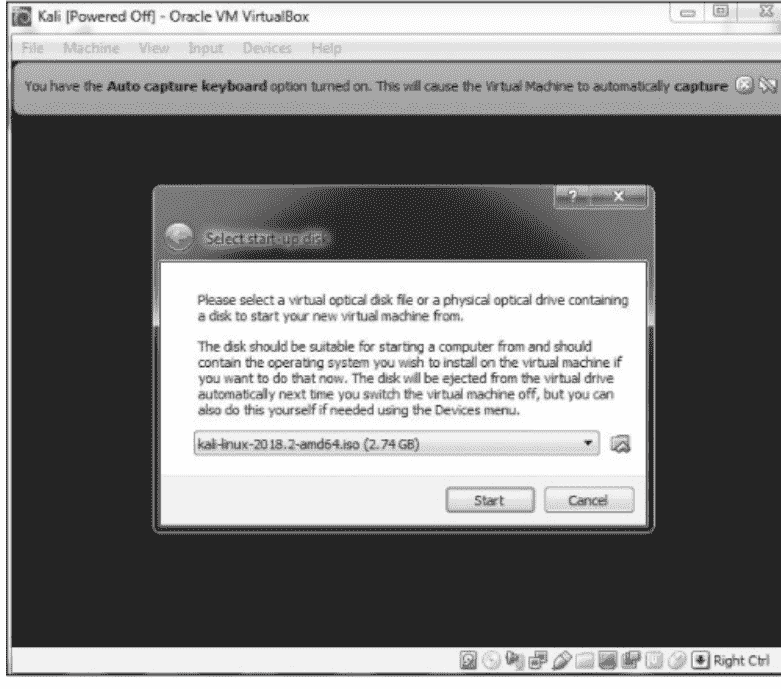 Kali [Powered Off] - Oracle VM VirtualBox
File Machine View Input Devices Help
You have the Auto capture keyboard option turned on. This will cause the Virtual Machine to automatically capture
? X
Select start-up disk
Please select a virtual optical disk file or a physical optical drive containing
a disk to start your new virtual machine from.
The disk should be suitable for starting a computer from and should
contain the operating system you wish to install on the virtual machine if
you want to do that now. The disk will be ejected from the virtual drive
automatically next time you switch the virtual machine off, but you can
also do this yourself if needed using the Devices menu.
kali-linux-2018.2-amd64.iso (2.74 GB)
Start Cancel
Right Ctrl